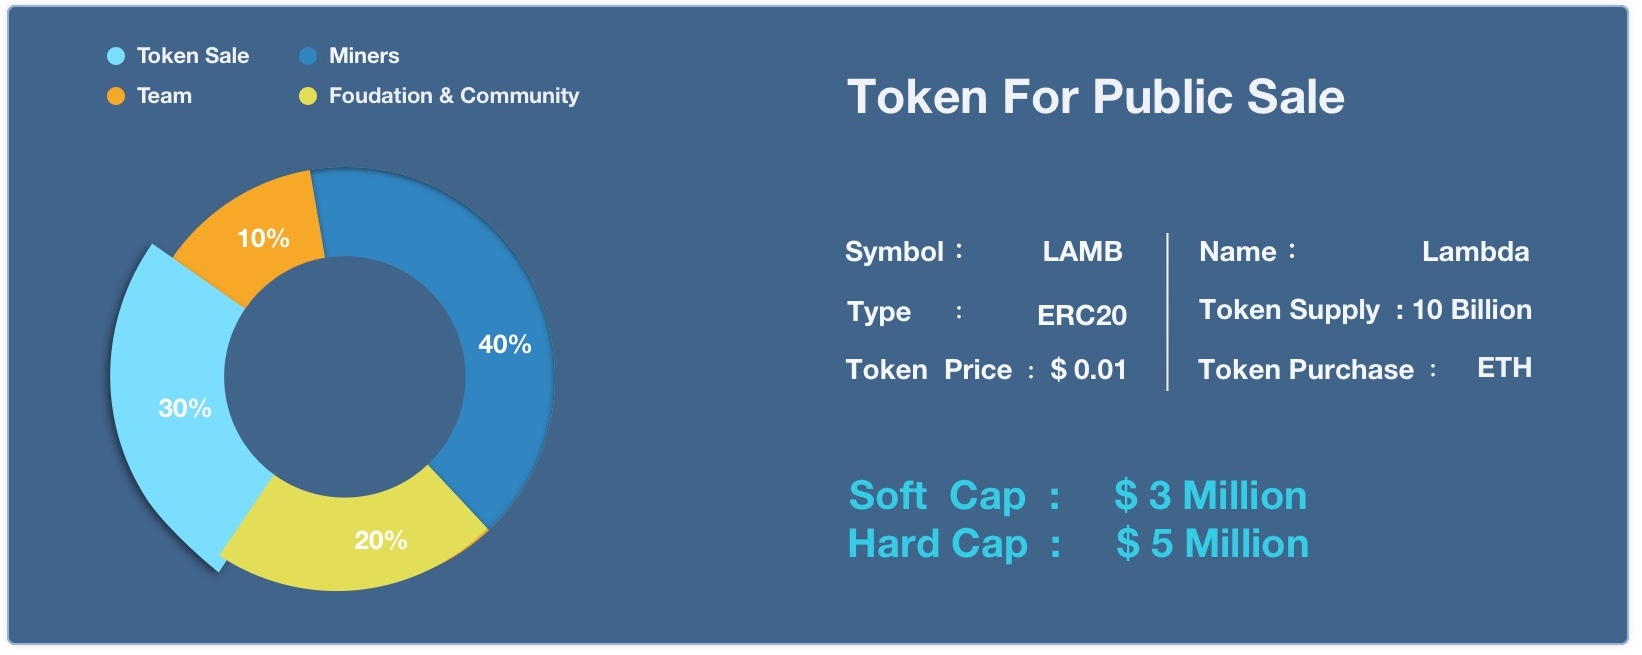 Token Sale
Miners
Team
Foudation & Community
10%
40%
30%
20%
Token For Public Sale
Symbol : LAMB
Type : ERC20
Token Price : $ 0.01
Name : Lambda
Token Supply : 10 Billion
Token Purchase : ETH
Soft Cap : $ 3 Million
Hard Cap : $ 5 Million